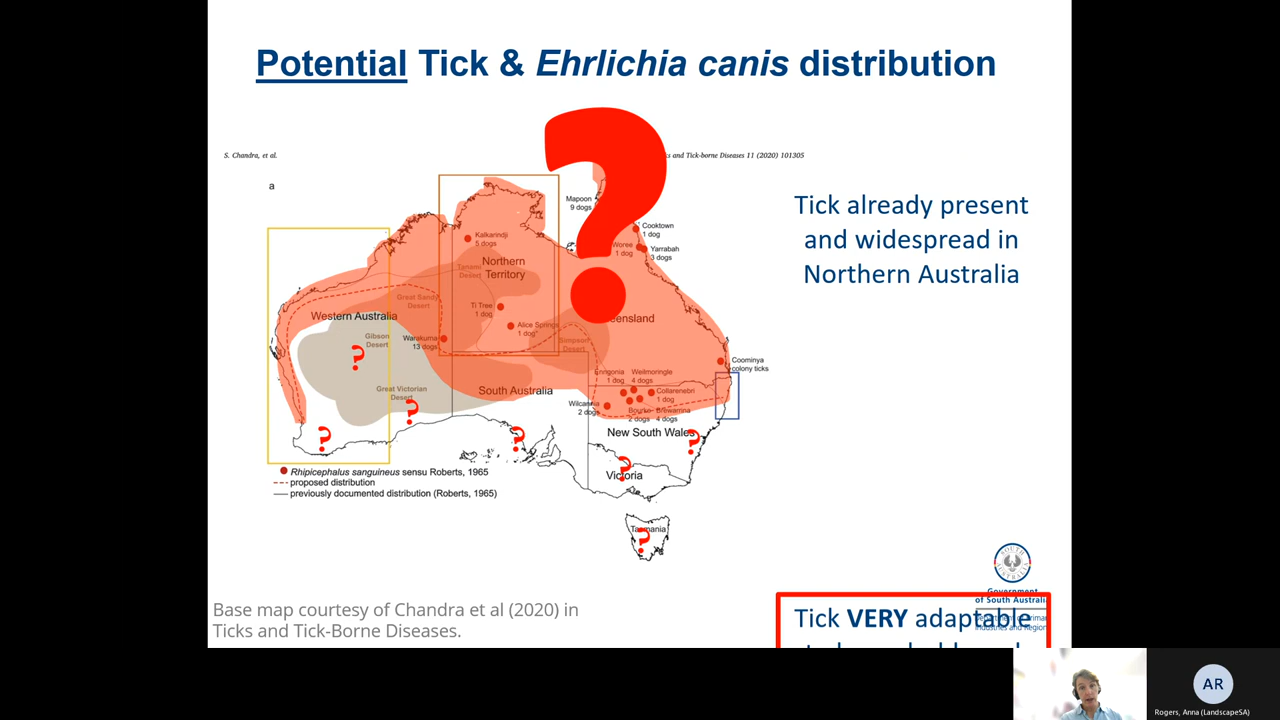 Potential Tick & Ehrlichia canis distribution
S. Chandra, et al.
and Tick-borne Diseases 11 (2020) 101305
a
Mapoon
9 dogs
Cooktown
1 dog
Kalkarindji
5 dogs
Woree
1 dog
Yarrabah
3 dogs
Tick already present
and widespread in
Northern Australia
Northern
Territory
Tanami
Desert
Great Sandy
Desert
Ti Tree
1 dog
Western Australia
Alice Springs
1 dog
ueensland
Gibson
Desert
Warakurna
13 dogs
Simpson
Desert
Coominya
colony ticks
Great Victorian
Desert
South Australia
1 dog
Weilmoringle
4 dogs
Collarenebri
1 dog
Wilcannia
2 dogs
Bourke
2 dogs
Brewarrina
4 dogs
New South Wales
Victoria
Tasmania
? ? ? ? ? ? ? ?
Rhipicephalus sanguineus sensu Roberts, 1965
proposed distribution
previously documented distribution (Roberts, 1965)
Base map courtesy of Chandra et al (2020) in
Ticks and Tick-Borne Diseases.
SOUTH AUSTRALIA
Government
of South Australia
Tick VERY adaptable
AR
Rogers, Anna (LandscapeSA)